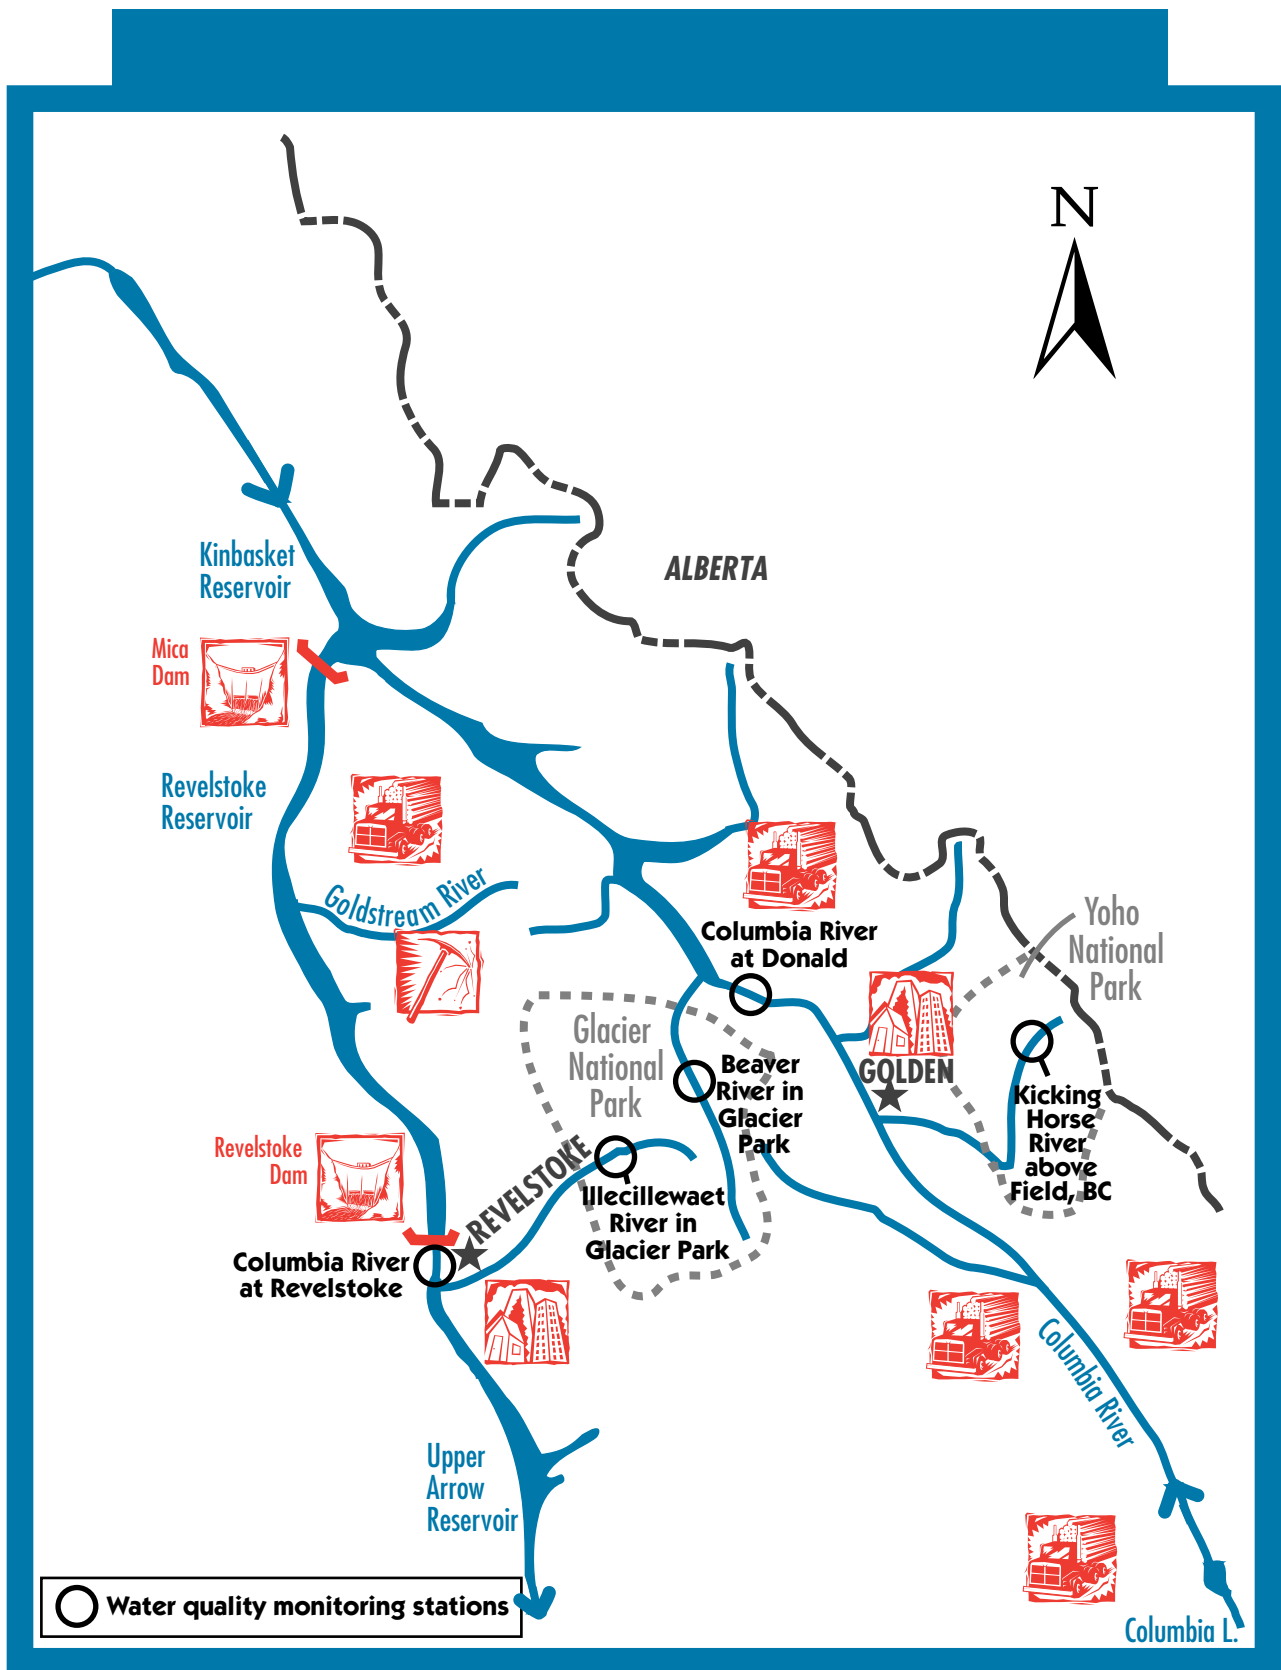 N
Kinbasket
Reservoir
ALBERTA
Mica
Dam
Revelstoke
Reservoir
Goldstream River
Columbia River
at Donald
Yoho
National
Park
Glacier
National
Park
Beaver
River in
Glacier
Park
GOLDEN
Kicking
Horse
River
above
Field, BC
Revelstoke
Dam
REVELSTOKE
Illecillewaet
River in
Glacier Park
Columbia River
at Revelstoke
Columbia River
Upper
Arrow
Reservoir
Water quality monitoring stations
Columbia L.